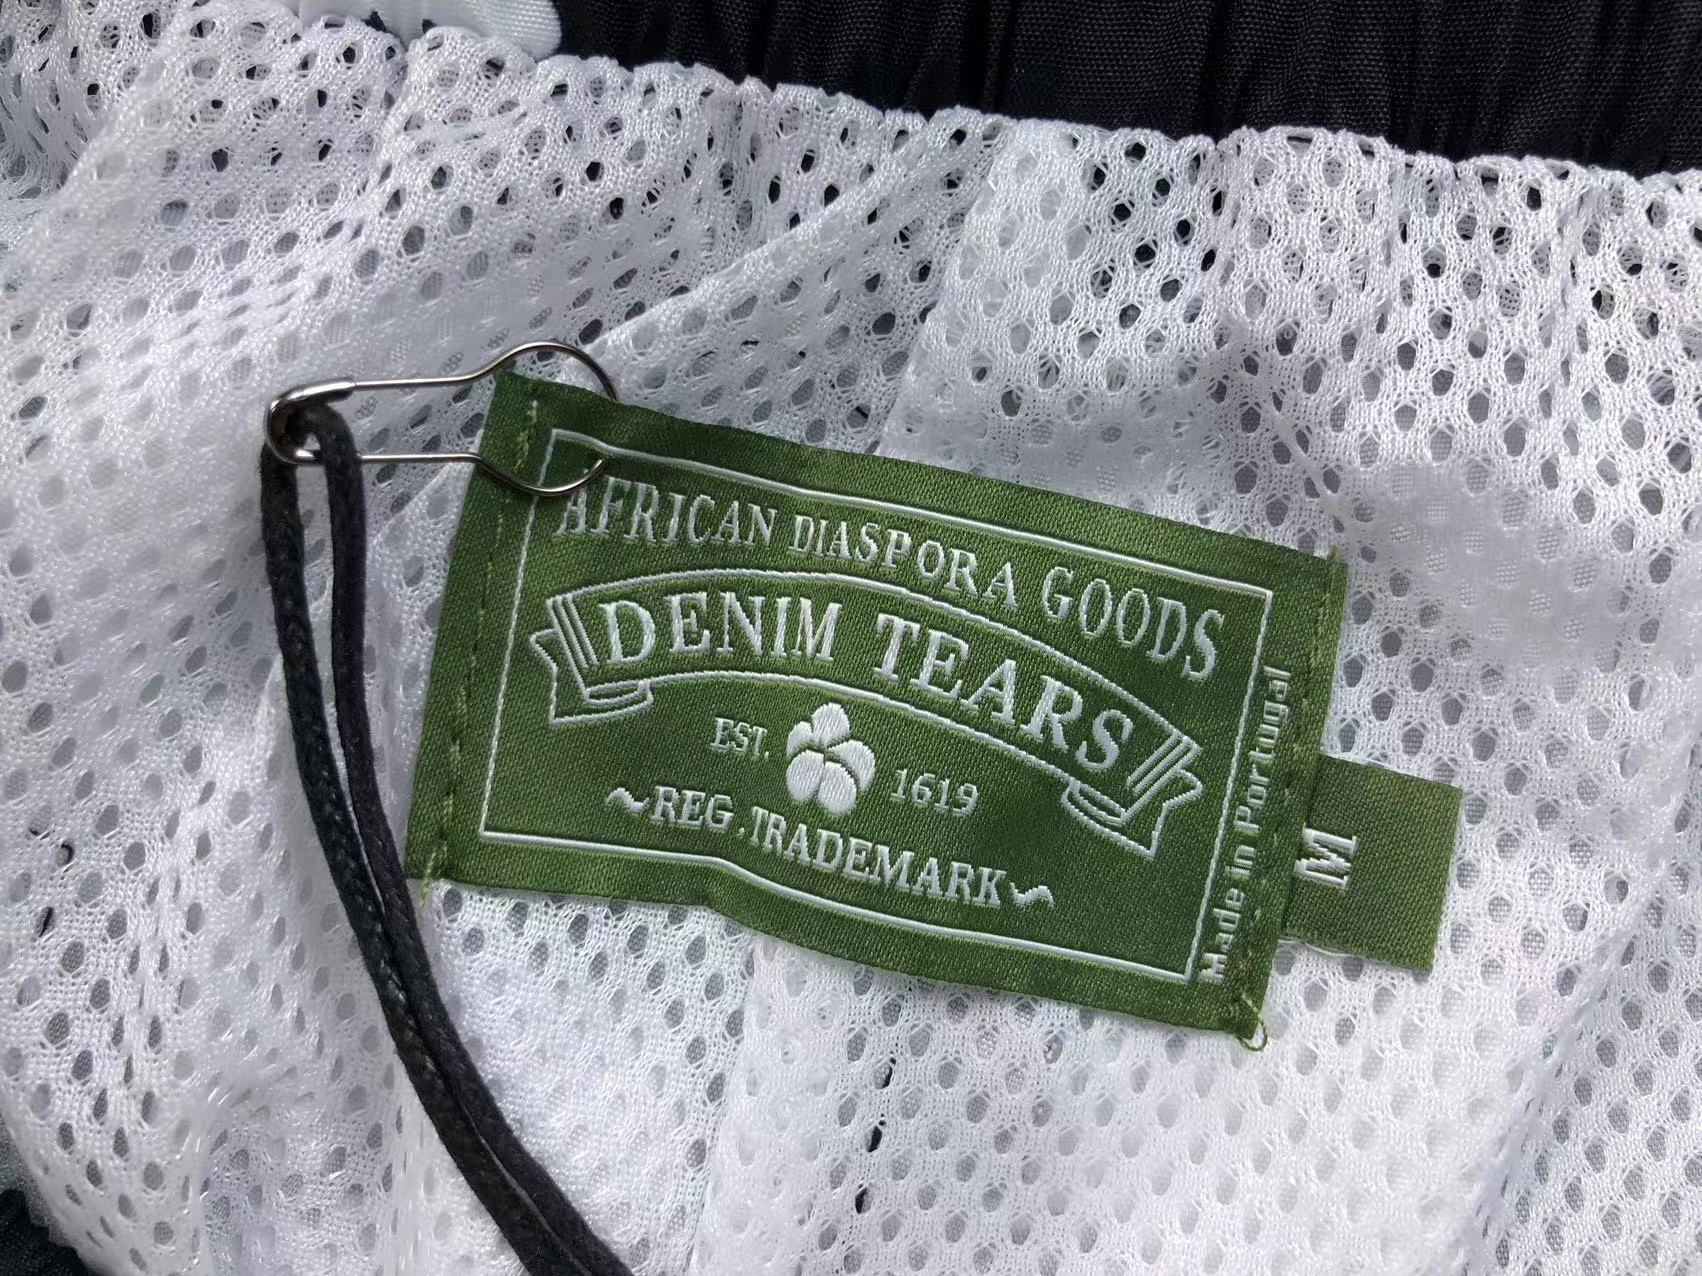 AFRICAN DIASPORA GOODS
DENIM TEARS
EST. 1619
~REG.TRADEMARK~
Made in Portugal
M